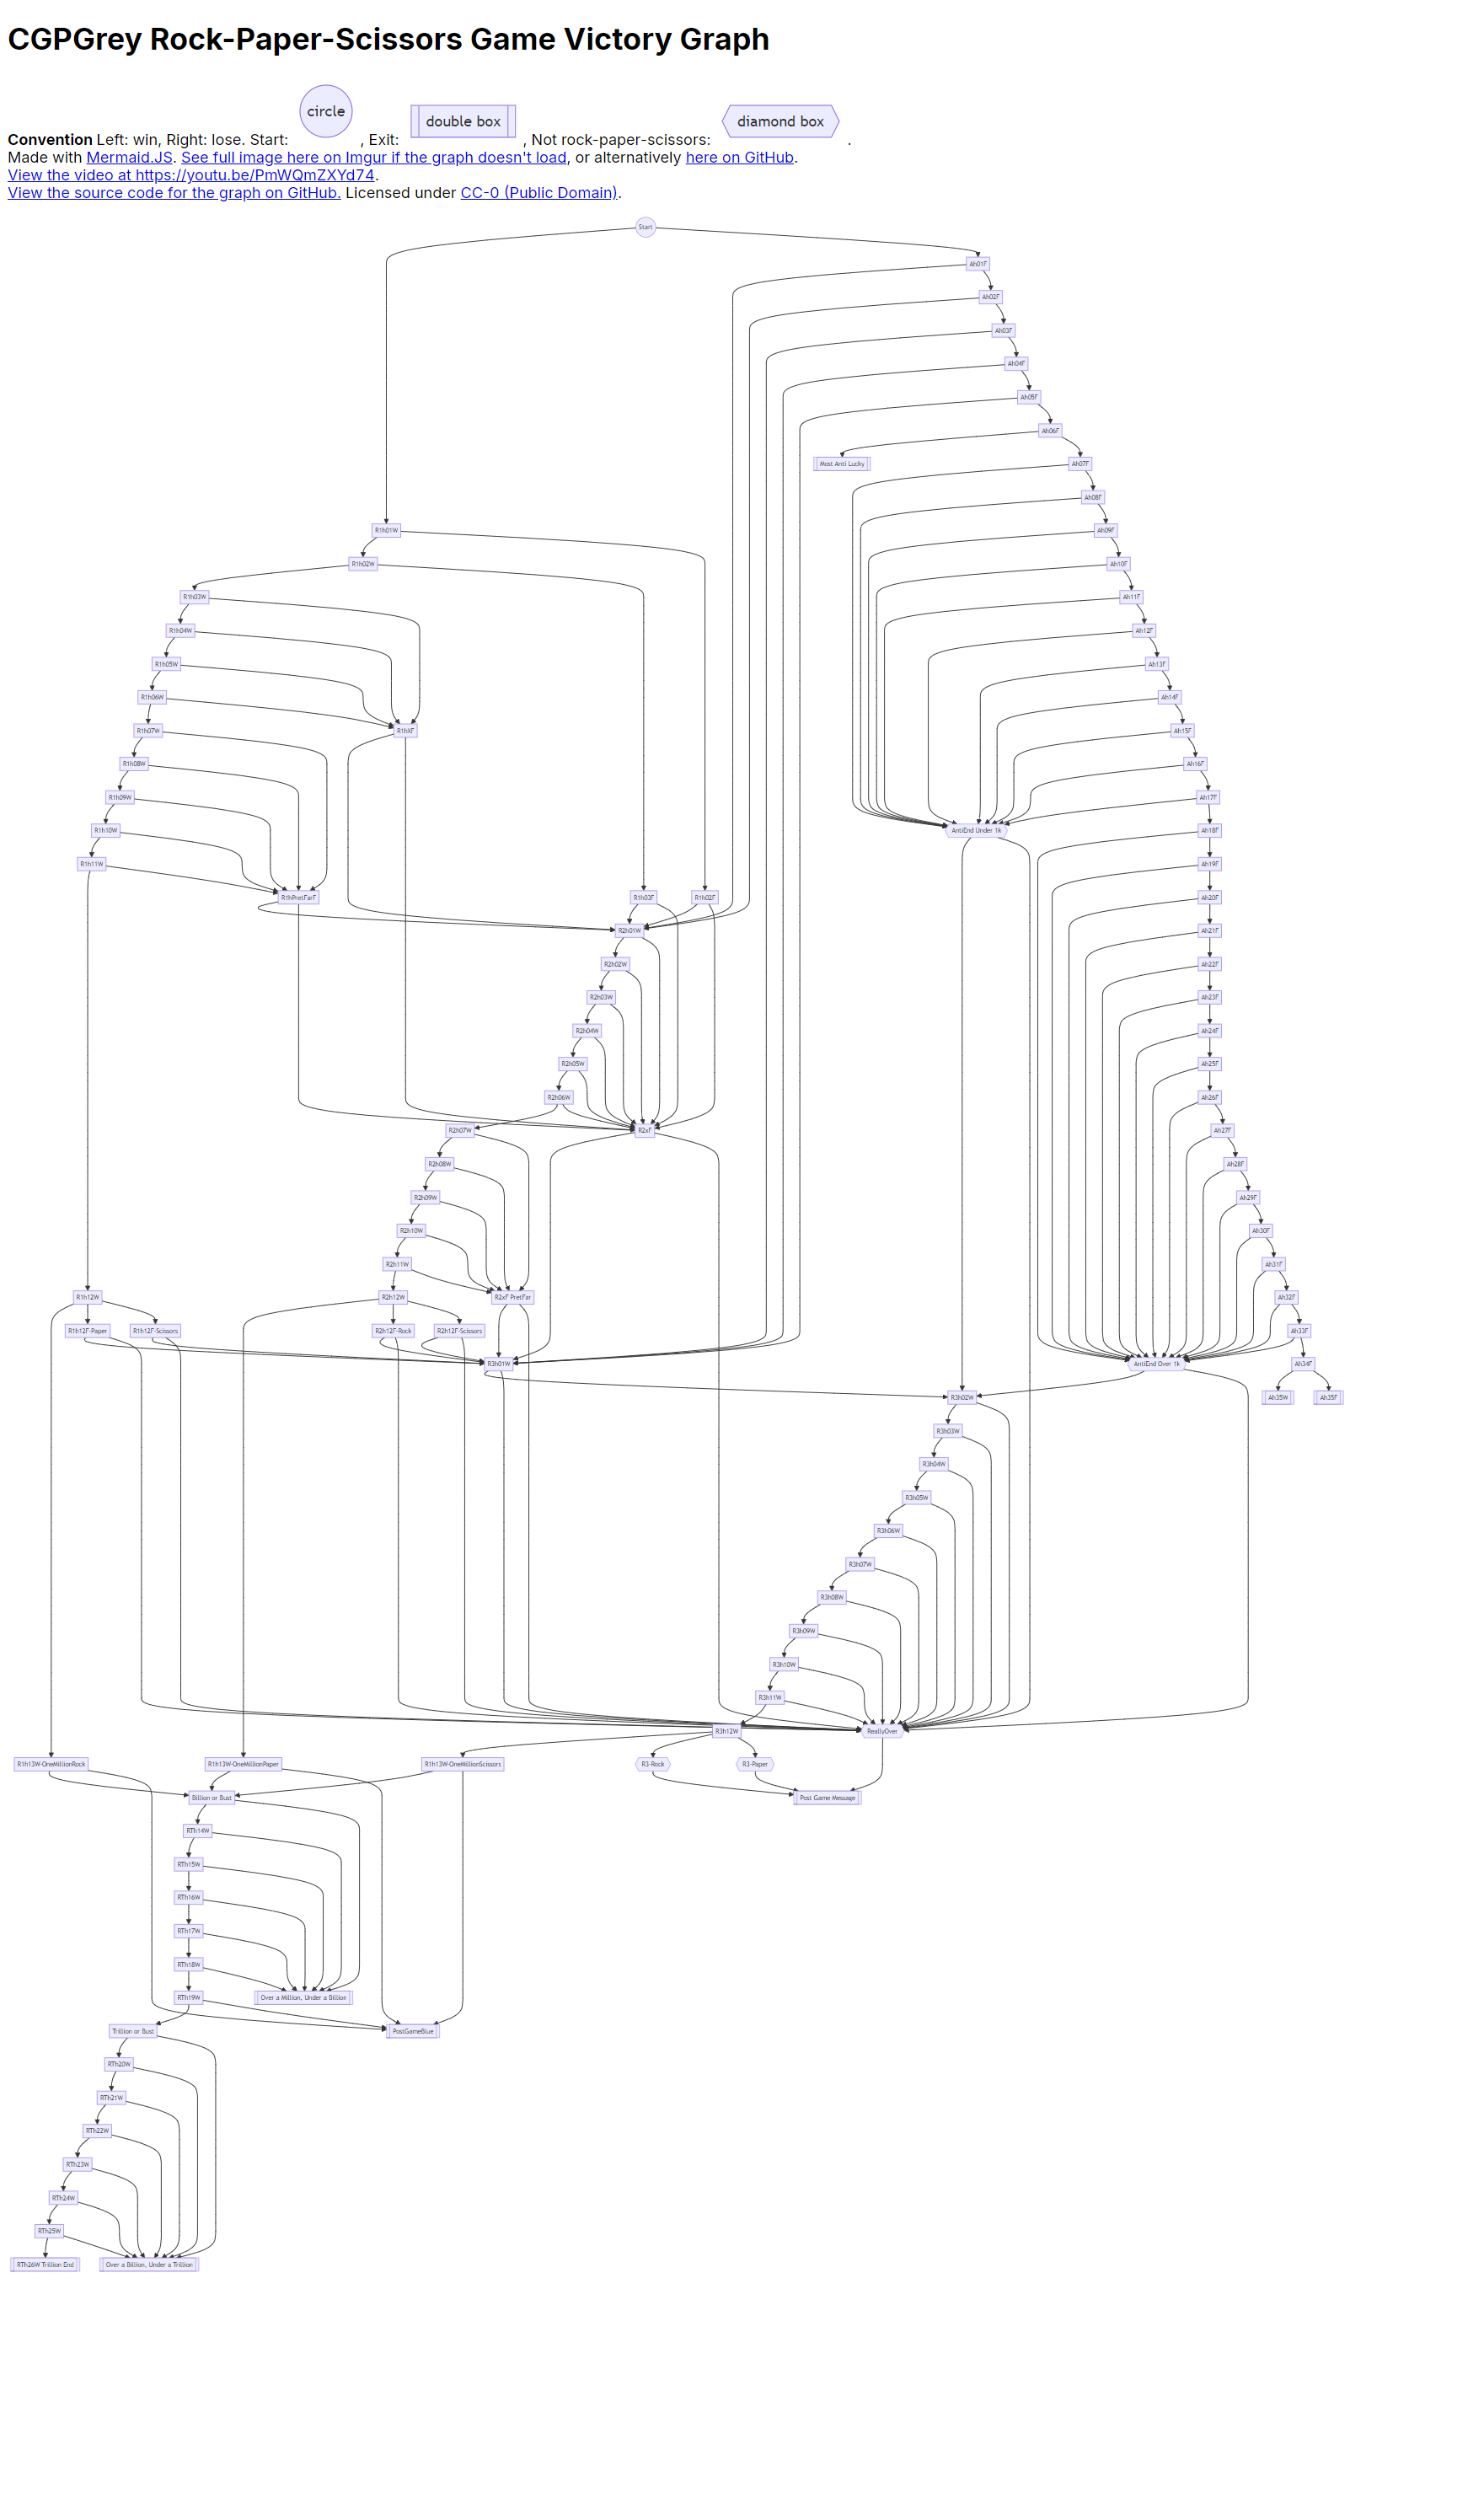 CGPGrey Rock-Paper-Scissors Game Victory Graph
Convention Left: win, Right: lose. Start: circle , Exit: double box , Not rock-paper-scissors: diamond box .
Made with Mermaid.JS. See full image here on Imgur if the graph doesn't load, or alternatively here on GitHub.
View the video at https://youtu.be/PmWQmZXYd74.
View the source code for the graph on GitHub. Licensed under CC-0 (Public Domain).
Start
Ah01F
Ah02F
Ah03F
Ah04F
Ah05F
Ah06F
Most Anti Lucky
Ah07F
Ah08F
R1h01W
Ah09F
R1h02W
Ah10F
R1h03W
Ah11F
R1h04W
Ah12F
R1h05W
Ah13F
R1h06W
Ah14F
R1h07W
R1hXF
Ah15F
R1h08W
Ah16F
R1h09W
Ah17F
R1h10W
AntiEnd Under 1k
Ah18F
R1h11W
Ah19F
R1hPretFarF
R1h03F
R1h02F
Ah20F
R2h01W
Ah21F
R2h02W
Ah22F
R2h03W
Ah23F
R2h04W
Ah24F
R2h05W
Ah25F
R2h06W
Ah26F
R2h07W
R2xF
Ah27F
R2h08W
Ah28F
R2h09W
Ah29F
R2h10W
Ah30F
R2h11W
Ah31F
R1h12W
R2h12W
R2xF PretFar
Ah32F
R1h12F-Paper
R1h12F-Scissors
R2h12F-Rock
R2h12F-Scissors
Ah33F
R3h01W
AntiEnd Over 1k
Ah34F
R3h02W
Ah35W
Ah35F
R3h03W
R3h04W
R3h05W
R3h06W
R3h07W
R3h08W
R3h09W
R3h10W
R3h11W
R3h12W
ReallyOver
R1h13W-OneMillionRock
R1h13W-OneMillionPaper
R1h13W-OneMillionScissors
R3-Rock
R3-Paper
Billion or Bust
Post Game Message
RTh14W
RTh15W
RTh16W
RTh17W
RTh18W
RTh19W
Over a Million, Under a Billion
Trillion or Bust
PostGameBlue
RTh20W
RTh21W
RTh22W
RTh23W
RTh24W
RTh25W
RTh26W Trillion End
Over a Billion, Under a Trillion